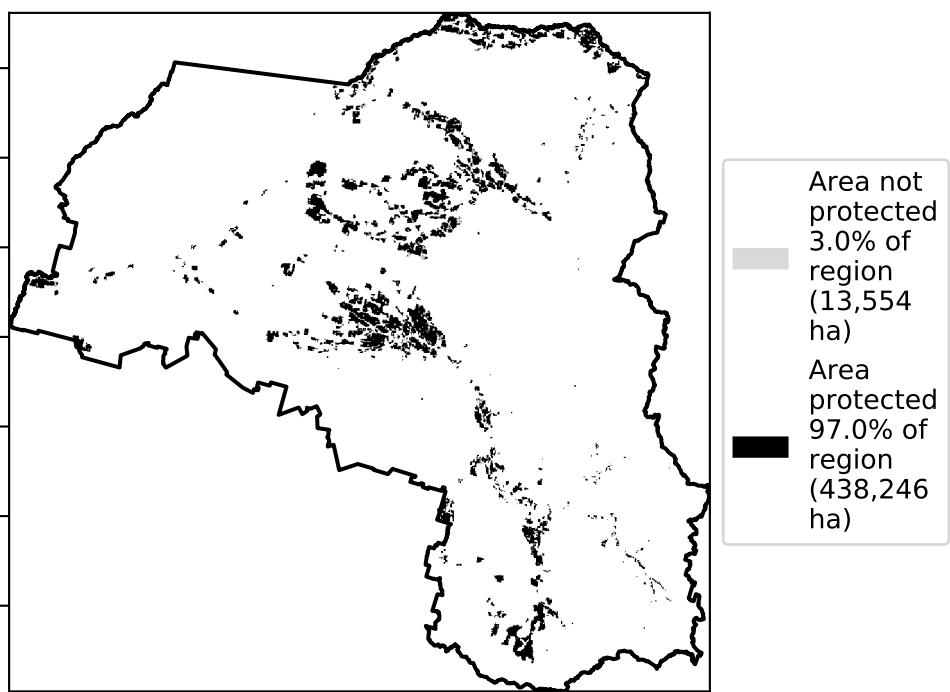 Area not
protected
3.0% of
region
(13,554
ha)
Area
protected
97.0% of
region
(438,246
ha)